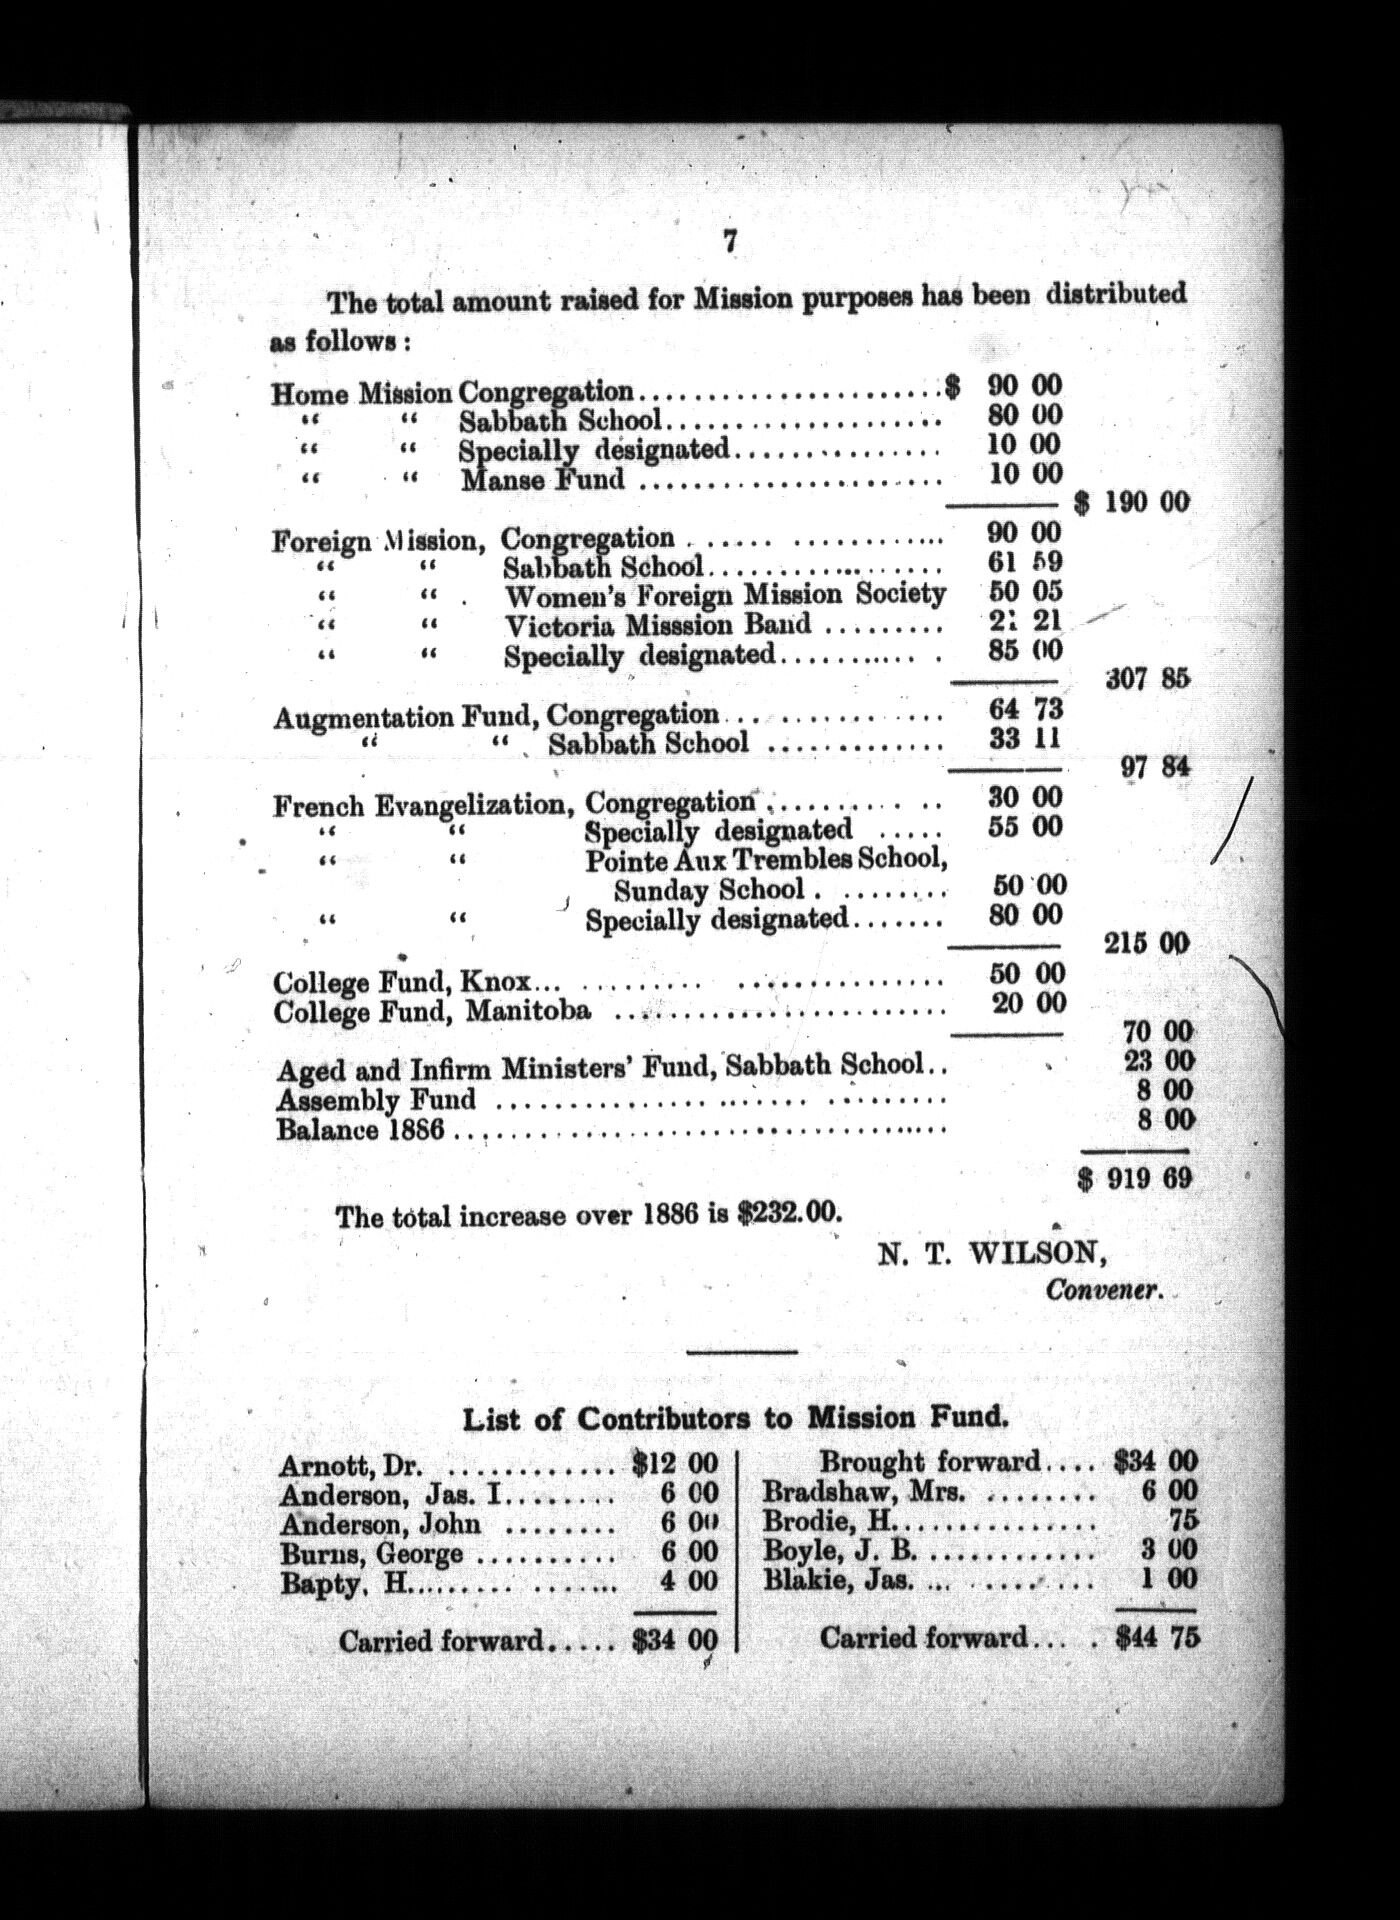 7
The total amount raised for Mission purposes has been distributed
as follows:
Home Mission Congregation......................$ 90 00
“ “ Sabbath School.................... 80 00
“ “ Specially designated............... 10 00
“ “ Manse Fund ...................... 10 00
$ 190 00
Foreign Mission, Congregation . ...... ............ 90 00
“ “ Sabbath School.................. 61 59
“ “ Women's Foreign Mission Society 50 05
“ “ Victoria Misssion Band ......... 21 21
“ “ Specially designated............ 85 00
307 85
Augmentation Fund, Congregation... .......... ... 64 73
“ “ Sabbath School ............. 33 11
97 84
French Evangelization, Congregation .......... .. 30 00
“ “ Specially designated ..... 55 00
“ “ Pointe Aux Trembles School,
Sunday School . ........ 50 00
“ “ Specially designated....... 80 00
215 00
College Fund, Knox... ......... ............... 50 00
College Fund, Manitoba ........................ 20 00
70 00
Aged and Infirm Ministers' Fund, Sabbath School.. 23 00
Assembly Fund ............... ....... ......... 8 00
Balance 1886................................... 8 00
$ 919 69
The total increase over 1886 is $232.00.
N. T. WILSON,
Convener.
List of Contributors to Mission Fund.
Arnott, Dr. ............ $12 00
Anderson, Jas. I........ 6 00
Anderson, John ........ 6 00
Burns, George .......... 6 00
Bapty, H............... 4 00
Carried forward..... $34 00
Brought forward.... $34 00
Bradshaw, Mrs. ........ 6 00
Brodie, H............... 75
Boyle, J. B. ............ 3 00
Blakie, Jas. ... ......... 1 00
Carried forward... . $44 75